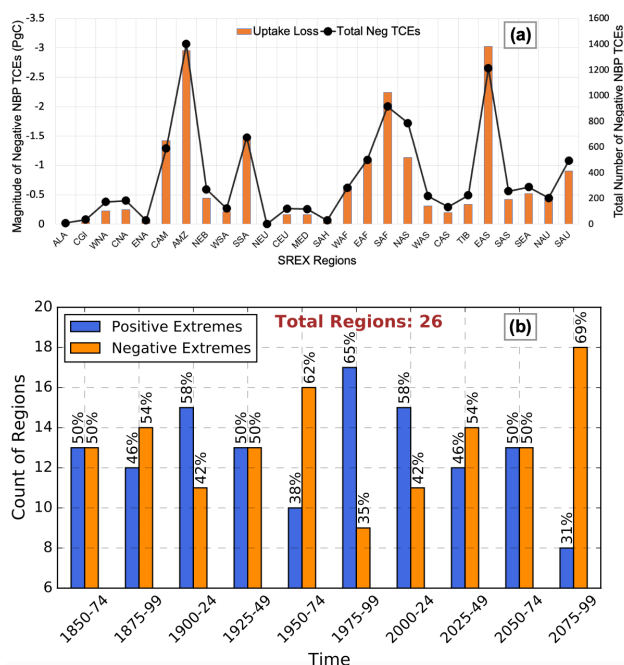 (a)
Uptake Loss
Total Neg TCEs
Magnitude of Negative NBP TCEs (PgC)
-3.5
-3
-2.5
-2
-1.5
-1
-0.5
0
Total Number of Negative NBP TCEs
1600
1400
1200
1000
800
600
400
200
0
ALA CGI WNA CNA ENA CAM AMZ NEB WSA SSA NEU CEU MED SAH WAF EAF SAF NAS WAS CAS TIB EAS SAS SEA NAU SAU
SREX Regions
(b)
Total Regions: 26
Positive Extremes
Negative Extremes
Count of Regions
20
18
16
14
12
10
8
6
50% 50% 46% 54% 58% 42% 50% 50% 38% 62% 65% 35% 58% 42% 46% 54% 50% 50% 31% 69%
1850-74 1875-99 1900-24 1925-49 1950-74 1975-99 2000-24 2025-49 2050-74 2075-99
Time